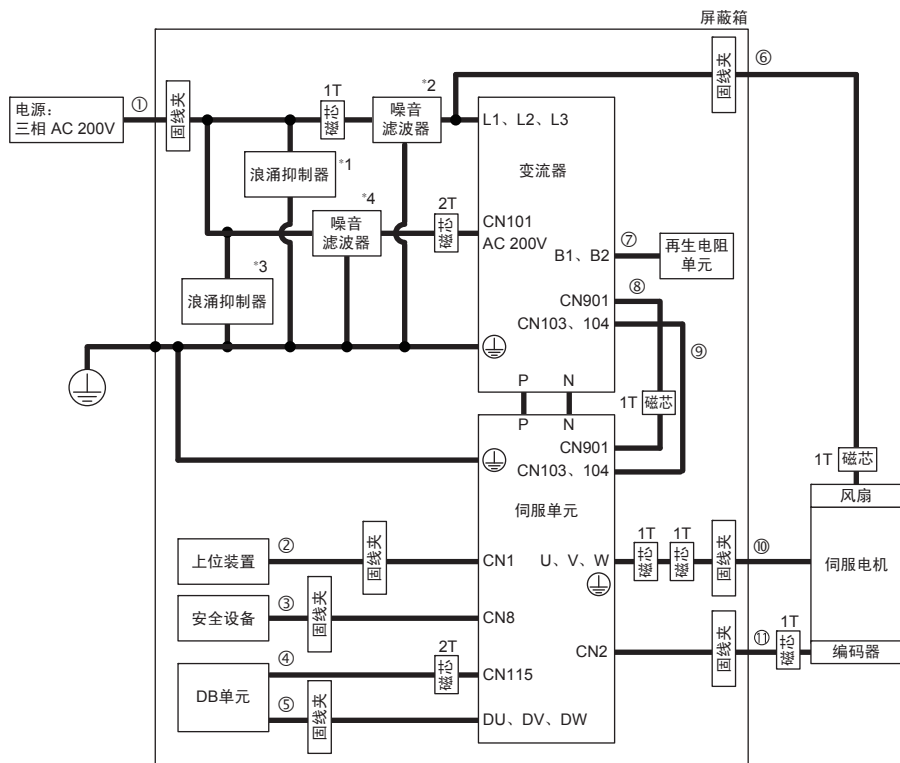 屏蔽箱
电源：
三相 AC 200V
①
固线夹
1T
磁芯
*2
噪音
滤波器
固线夹
⑥
L1、L2、L3
变流器
浪涌抑制器
*1
*4
噪音
滤波器
2T
磁芯
CN101
AC 200V
B1、B2
⑦
再生电阻
单元
*3
浪涌抑制器
⑧
CN901
CN103、104
⑨
P
N
1T
磁芯
P
N
CN901
CN103、104
1T
磁芯
风扇
伺服单元
上位装置
②
固线夹
CN1
U、V、W
1T
磁芯
1T
磁芯
固线夹
⑩
伺服电机
安全设备
③
固线夹
CN8
CN2
固线夹
⑪
1T
磁芯
编码器
DB单元
④
2T
磁芯
CN115
⑤
固线夹
DU、DV、DW